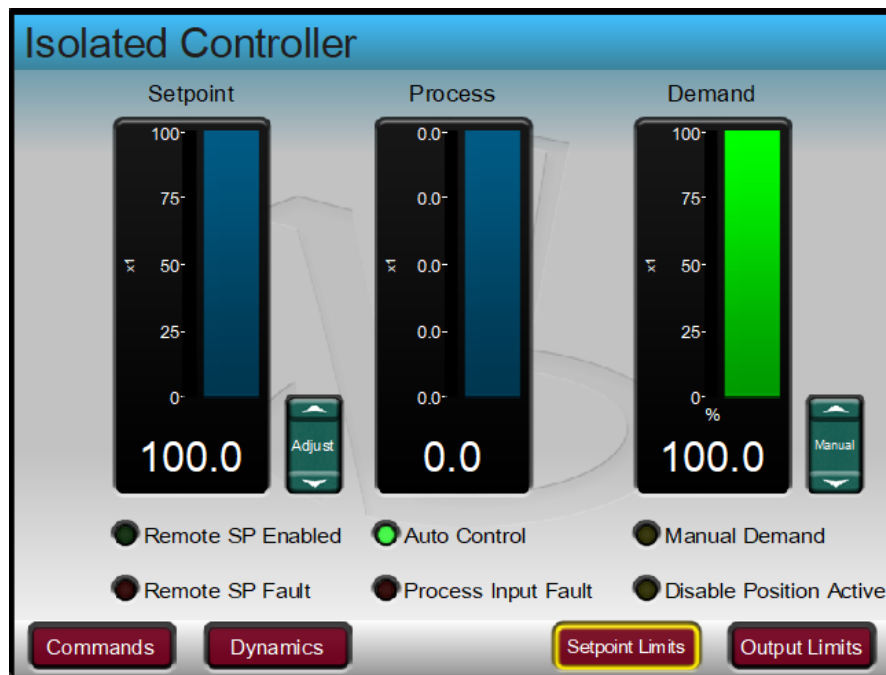 Isolated Controller
Setpoint Process Demand
100- 0.0- 100-
75- 0.0- 75-
x1 50- x1 0.0- x1 50-
25- 0.0- 25-
0- 0.0- 0-
%
100.0 Adjust 0.0 100.0 Manual
Remote SP Enabled Auto Control Manual Demand
Remote SP Fault Process Input Fault Disable Position Active
Commands Dynamics Setpoint Limits Output Limits